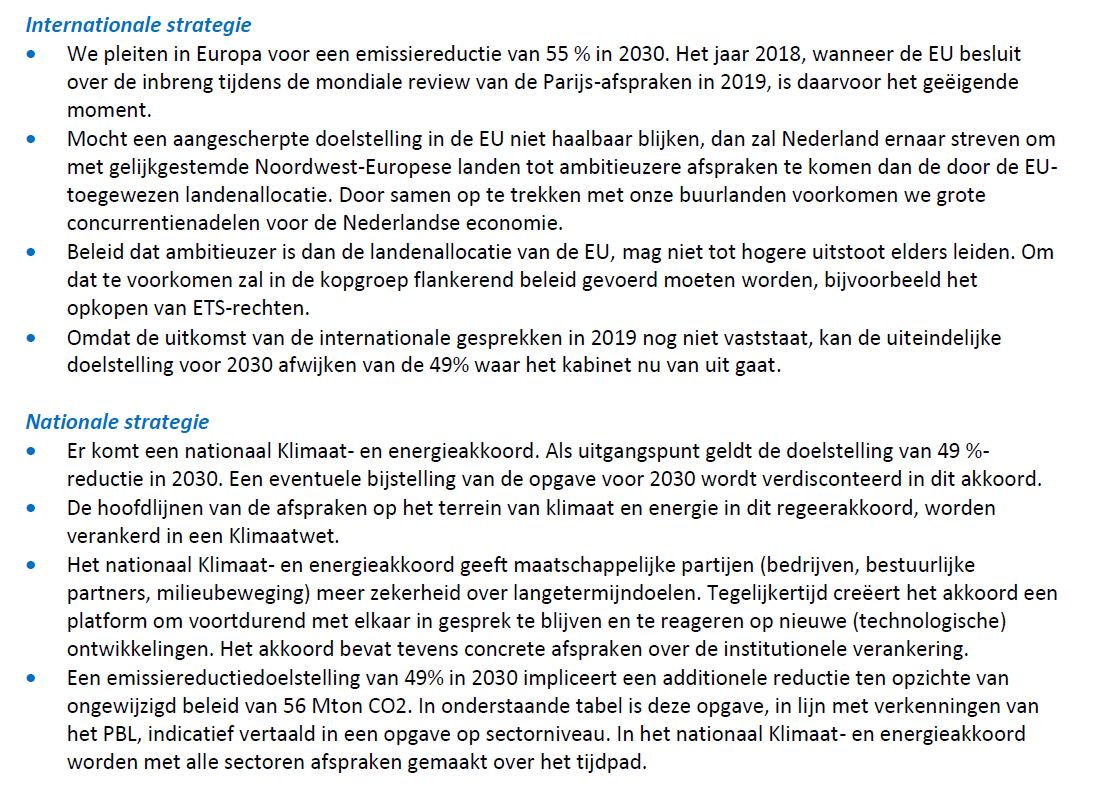 Internationale strategie
• We pleiten in Europa voor een emissiereductie van 55 % in 2030. Het jaar 2018, wanneer de EU besluit
over de inbreng tijdens de mondiale review van de Parijs-afspraken in 2019, is daarvoor het geëigende
moment.
• Mocht een aangescherpte doelstelling in de EU niet haalbaar blijken, dan zal Nederland ernaar streven om
met gelijkgestemde Noordwest-Europese landen tot ambitieuzere afspraken te komen dan de door de EU-
toegewezen landenallocatie. Door samen op te trekken met onze buurlanden voorkomen we grote
concurrentienadelen voor de Nederlandse economie.
• Beleid dat ambitieuzer is dan de landenallocatie van de EU, mag niet tot hogere uitstoot elders leiden. Om
dat te voorkomen zal in de kopgroep flankerend beleid gevoerd moeten worden, bijvoorbeeld het
opkopen van ETS-rechten.
• Omdat de uitkomst van de internationale gesprekken in 2019 nog niet vaststaat, kan de uiteindelijke
doelstelling voor 2030 afwijken van de 49% waar het kabinet nu van uit gaat.
Nationale strategie
• Er komt een nationaal Klimaat- en energieakkoord. Als uitgangspunt geldt de doelstelling van 49 %-
reductie in 2030. Een eventuele bijstelling van de opgave voor 2030 wordt verdisconteerd in dit akkoord.
• De hoofdlijnen van de afspraken op het terrein van klimaat en energie in dit regeerakkoord, worden
verankerd in een Klimaatwet.
• Het nationaal Klimaat- en energieakkoord geeft maatschappelijke partijen (bedrijven, bestuurlijke
partners, milieubeweging) meer zekerheid over langetermijndoelen. Tegelijkertijd creëert het akkoord een
platform om voortdurend met elkaar in gesprek te blijven en te reageren op nieuwe (technologische)
ontwikkelingen. Het akkoord bevat tevens concrete afspraken over de institutionele verankering.
• Een emissiereductiedoelstelling van 49% in 2030 impliceert een additionele reductie ten opzichte van
ongewijzigd beleid van 56 Mton CO2. In onderstaande tabel is deze opgave, in lijn met verkenningen van
het PBL, indicatief vertaald in een opgave op sectorniveau. In het nationaal Klimaat- en energieakkoord
worden met alle sectoren afspraken gemaakt over het tijdpad.